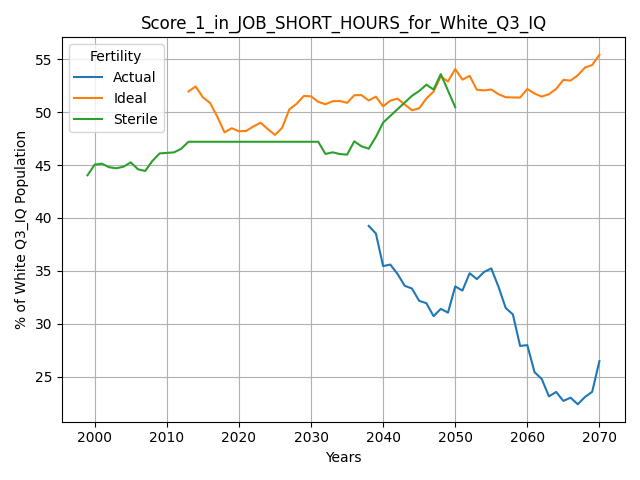 Score_1_in_JOB_SHORT_HOURS_for_White_Q3_IQ
Fertility
Actual
Ideal
Sterile
% of White Q3_IQ Population
55
50
45
40
35
30
25
2000 2010 2020 2030 2040 2050 2060 2070
Years